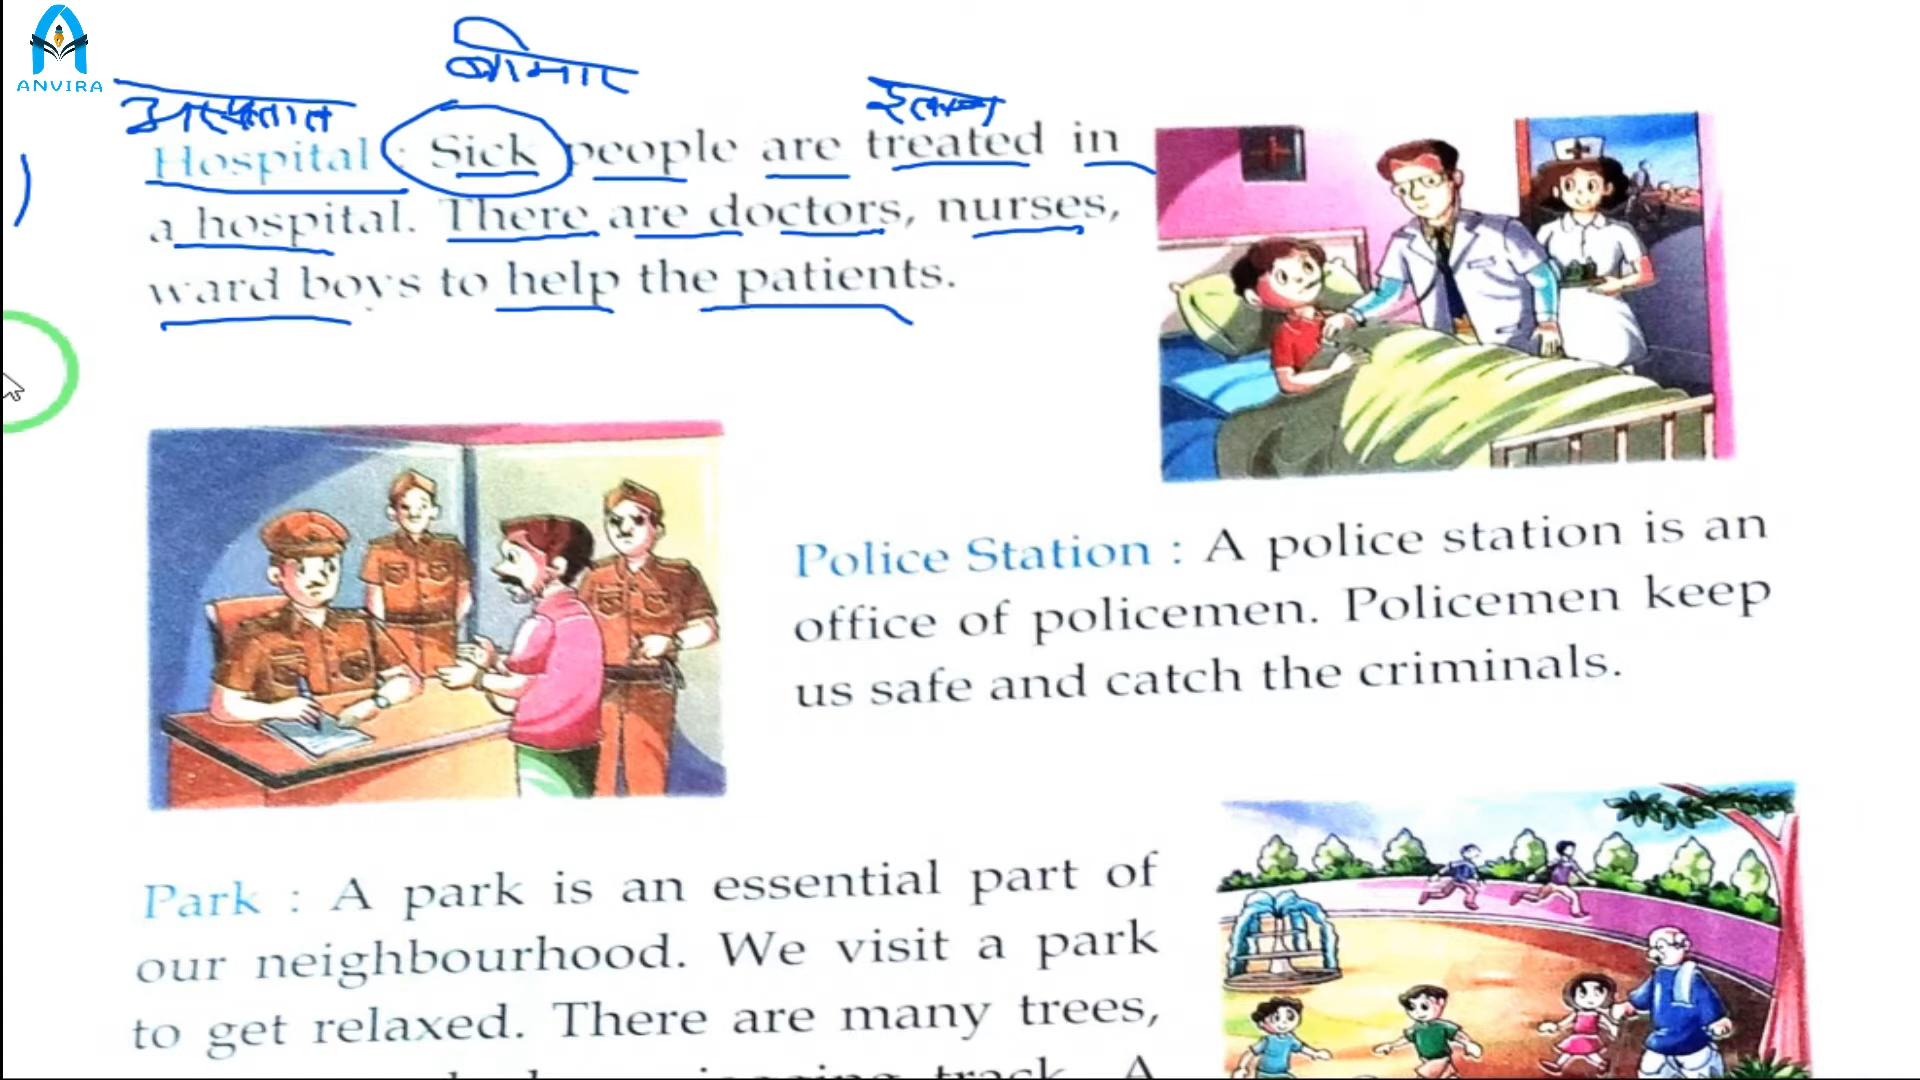 ANVIRA
बीमार
अस्पताल
इलाज
Hospital : Sick people are treated in
a hospital. There are doctors, nurses,
ward boys to help the patients.
Police Station : A police station is an
office of policemen. Policemen keep
us safe and catch the criminals.
Park : A park is an essential part of
our neighbourhood. We visit a park
to get relaxed. There are many trees,
jogging track. A